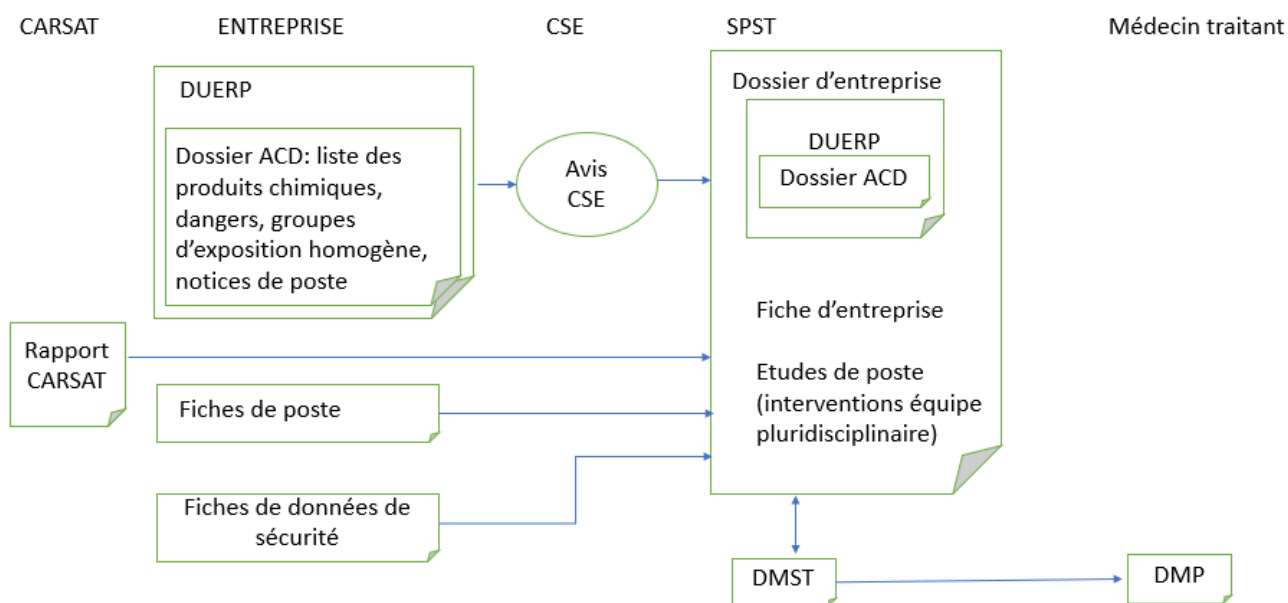 CARSAT
ENTREPRISE
CSE
SPST
Médecin traitant
DUERP
Dossier ACD: liste des
produits chimiques,
dangers, groupes
d’exposition homogène,
notices de poste
Avis
CSE
Dossier d’entreprise
DUERP
Dossier ACD
Fiche d’entreprise
Etudes de poste
(interventions équipe
pluridisciplinaire)
Rapport
CARSAT
Fiches de poste
Fiches de données de
sécurité
DMST
DMP